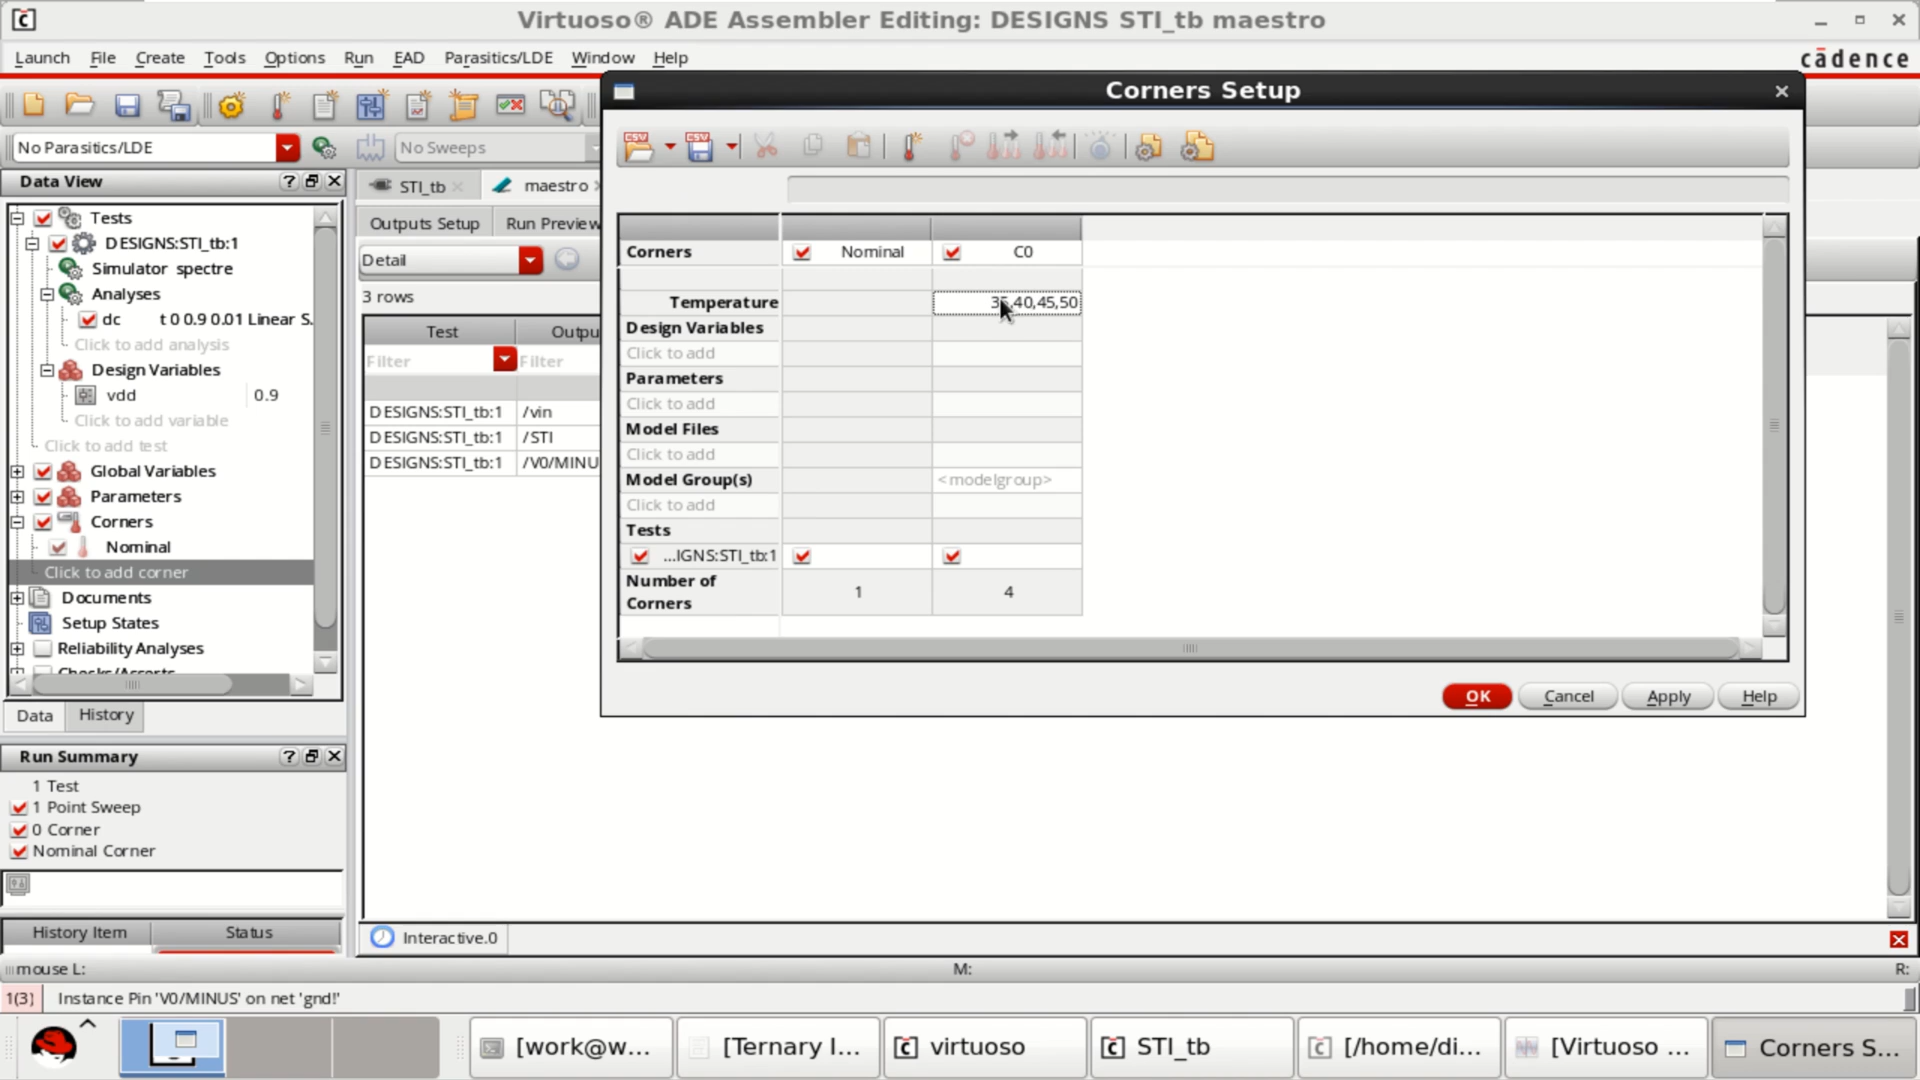 Virtuoso® ADE Assembler Editing: DESIGNS STI_tb maestro
Launch File Create Tools Options Run EAD Parasitics/LDE Window Help
cādence
No Parasitics/LDE
No Sweeps
Data View
Tests
DESIGNS:STI_tb:1
Simulator spectre
Analyses
dc t 0 0.9 0.01 Linear S.
Click to add analysis
Design Variables
vdd 0.9
Click to add variable
Click to add test
Global Variables
Parameters
Corners
Nominal
Click to add corner
Documents
Setup States
Reliability Analyses
Checks/Asserts
Data History
Run Summary
1 Test
1 Point Sweep
0 Corner
Nominal Corner
History Item Status
STI_tb maestro
Outputs Setup Run Preview
Detail
3 rows
Test Outpu
Filter Filter
DESIGNS:STI_tb:1 /vin
DESIGNS:STI_tb:1 /STI
DESIGNS:STI_tb:1 /V0/MINU
Interactive.0
Corners Setup
Corners Nominal C0
Temperature 35,40,45,50
Design Variables
Click to add
Parameters
Click to add
Model Files
Click to add
Model Group(s) <modelgroup>
Click to add
Tests
...IGNS:STI_tb:1
Number of
Corners 1 4
OK Cancel Apply Help
mouse L: M: R:
1(3) Instance Pin 'V0/MINUS' on net 'gnd!'
[work@w... [Ternary I... virtuoso STI_tb [/home/di... [Virtuoso ... Corners S...